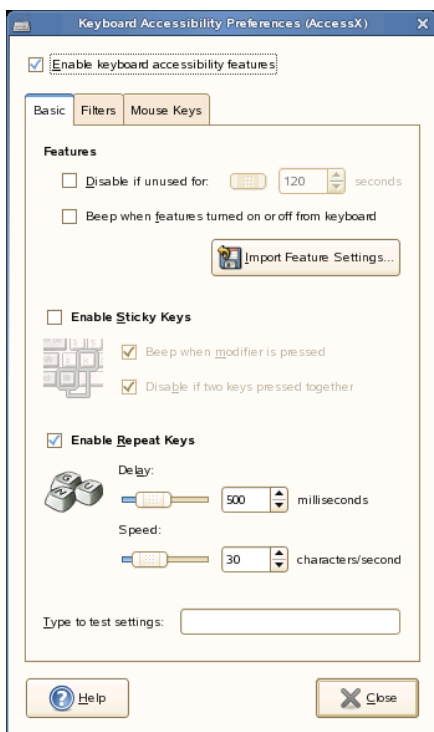 Keyboard Accessibility Preferences (AccessX)
Enable keyboard accessibility features
Basic Filters Mouse Keys
Features
Disable if unused for: 120 seconds
Beep when features turned on or off from keyboard
Import Feature Settings...
Enable Sticky Keys
Beep when modifier is pressed
Disable if two keys pressed together
Enable Repeat Keys
Delay:
500 milliseconds
Speed:
30 characters/second
Type to test settings:
Help Close